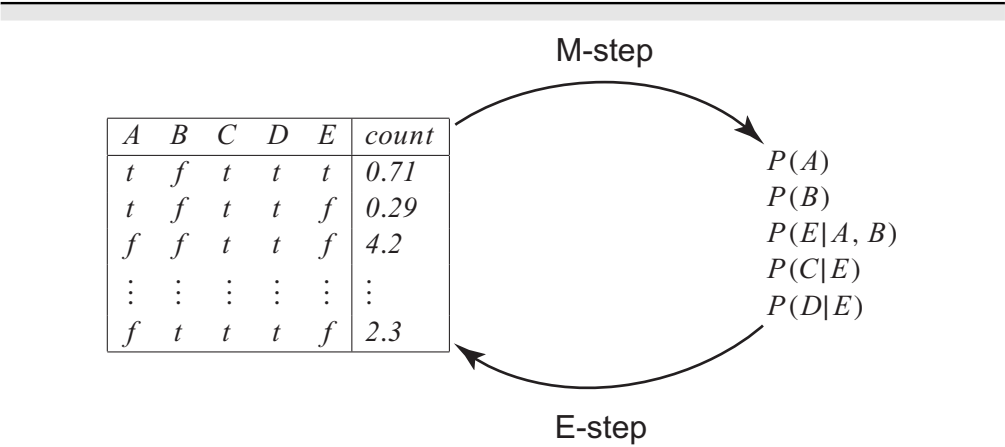 M-step
A B C D E count
t f t t t 0.71
t f t t f 0.29
f f t t f 4.2
⋮ ⋮ ⋮ ⋮ ⋮ ⋮
f t t t f 2.3
P(A)
P(B)
P(E|A, B)
P(C|E)
P(D|E)
E-step